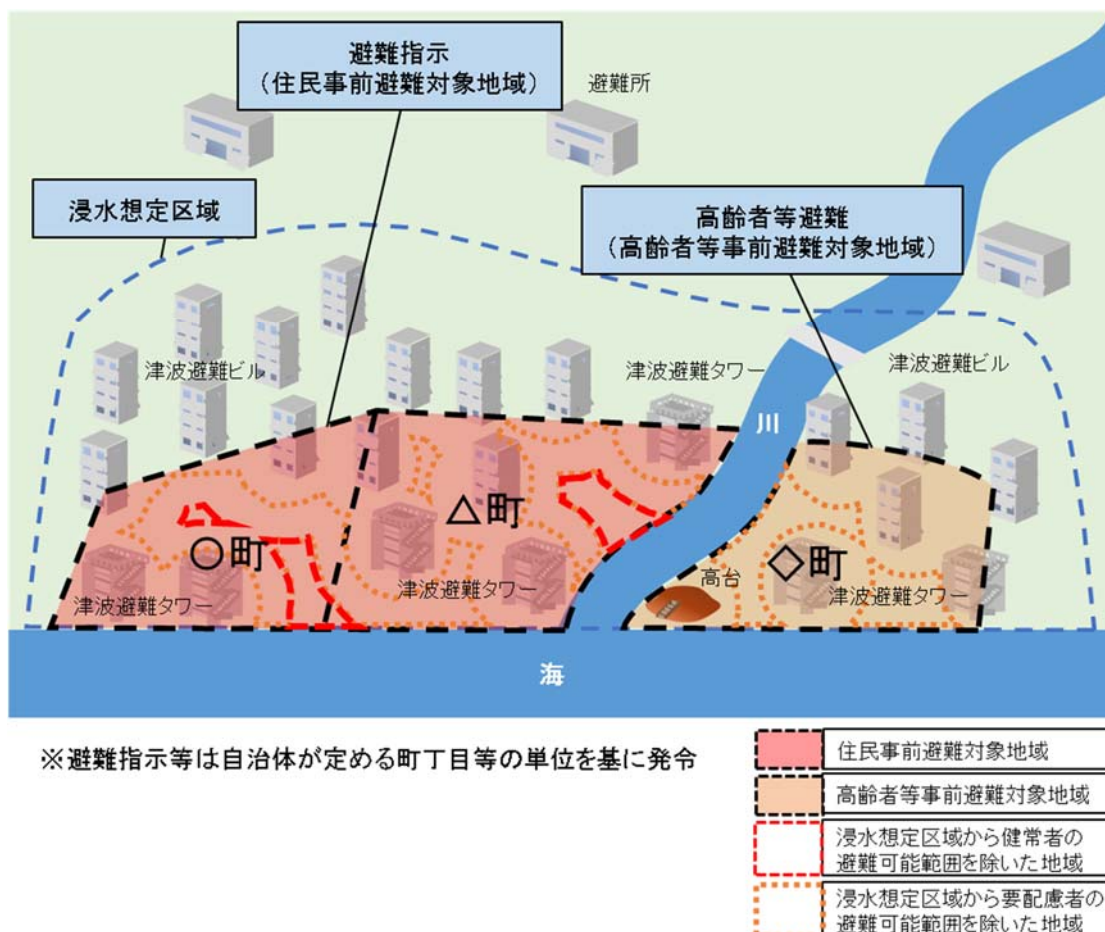 避難指示
（住民事前避難対象地域）
避難所
浸水想定区域
高齢者等避難
（高齢者等事前避難対象地域）
津波避難ビル
津波避難タワー
津波避難ビル
川
△町
○町
◇町
高台
津波避難タワー
津波避難タワー
津波避難タワー
海
※避難指示等は自治体が定める町丁目等の単位を基に発令
住民事前避難対象地域
高齢者等事前避難対象地域
浸水想定区域から健常者の
避難可能範囲を除いた地域
浸水想定区域から要配慮者の
避難可能範囲を除いた地域